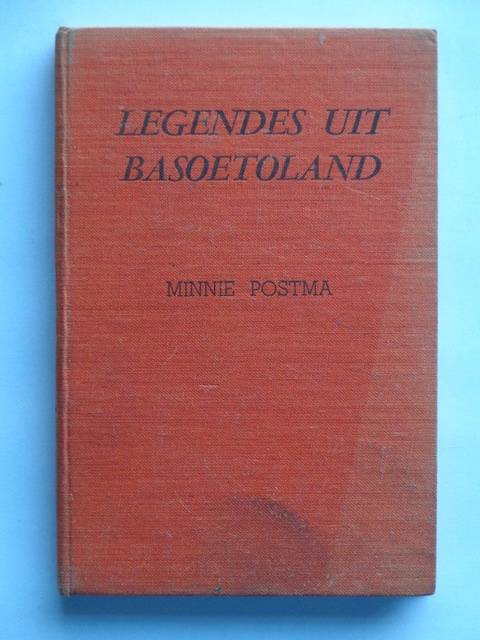 LEGENDES UIT
BASOETOLAND
MINNIE POSTMA